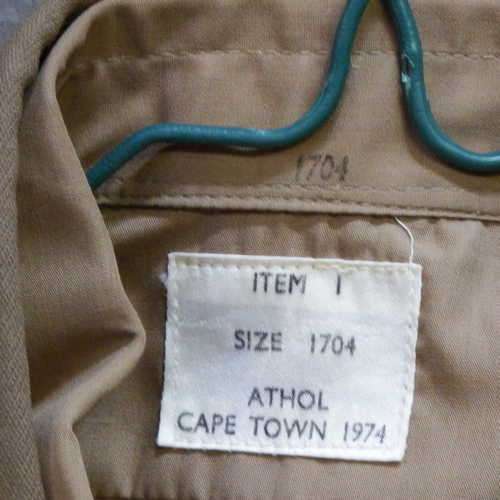 1704
ITEM 1
SIZE 1704
ATHOL
CAPE TOWN 1974